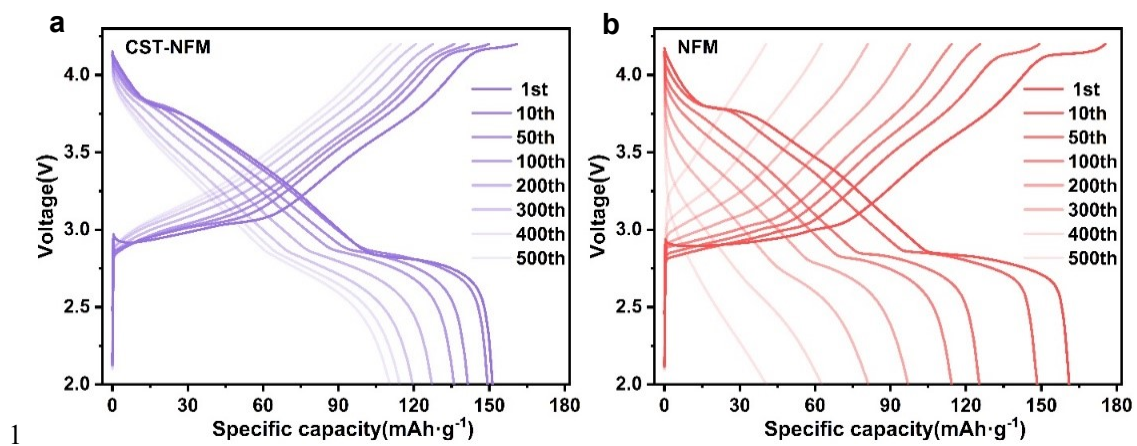 a
CST-NFM
1st
10th
50th
100th
200th
300th
400th
500th
Voltage(V)
4.0
3.5
3.0
2.5
2.0
0 30 60 90 120 150 180
Specific capacity(mAh·g⁻¹)
b
NFM
1st
10th
50th
100th
200th
300th
400th
500th
Voltage(V)
4.0
3.5
3.0
2.5
2.0
0 30 60 90 120 150 180
Specific capacity(mAh·g⁻¹)
1